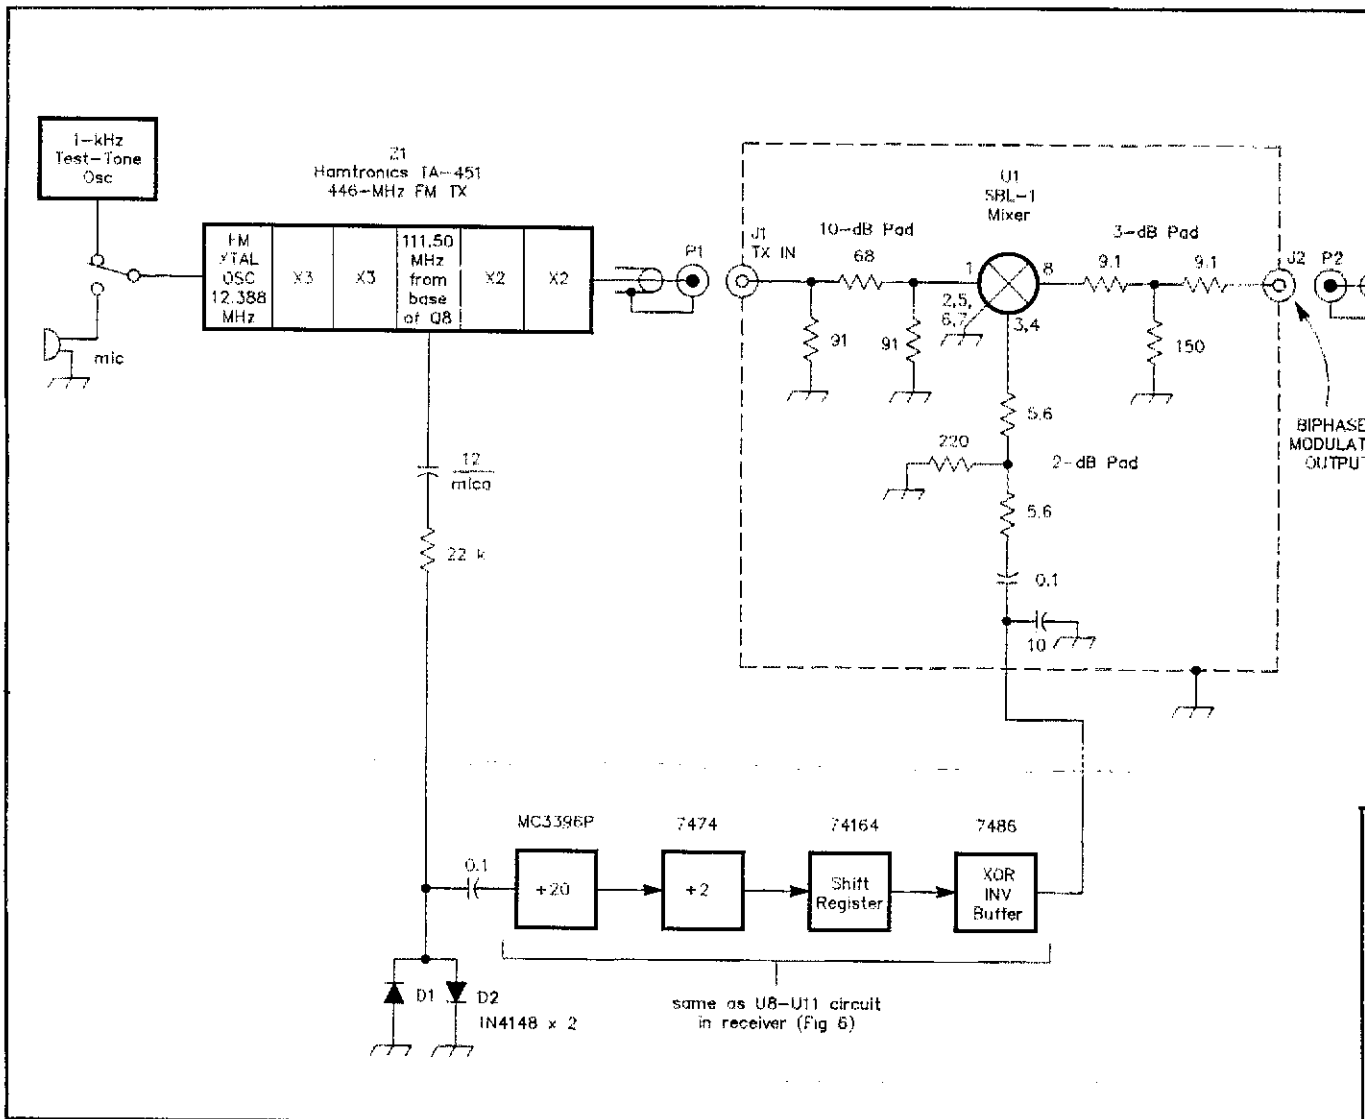 1-kHz
Test-Tone
Osc
Z1
Hamtronics TA-451
446-MHz FM TX
FM
XTAL
OSC
12.388
MHz
X3
X3
111.50
MHz
from
base
of Q8
X2
X2
mic
P1
J1
TX IN
10-dB Pad
68
91
91
U1
SBL-1
Mixer
1
8
2,5,
6,7
3,4
3-dB Pad
9.1
9.1
150
J2
P2
BIPHASE
MODULAT
OUTPUT
5.6
220
2-dB Pad
5.6
0.1
10
12
mica
22 k
MC3396P
7474
74164
7486
0.1
÷20
÷2
Shift
Register
XOR
INV
Buffer
D1
D2
1N4148 x 2
same as U8-U11 circuit
in receiver (Fig 6)